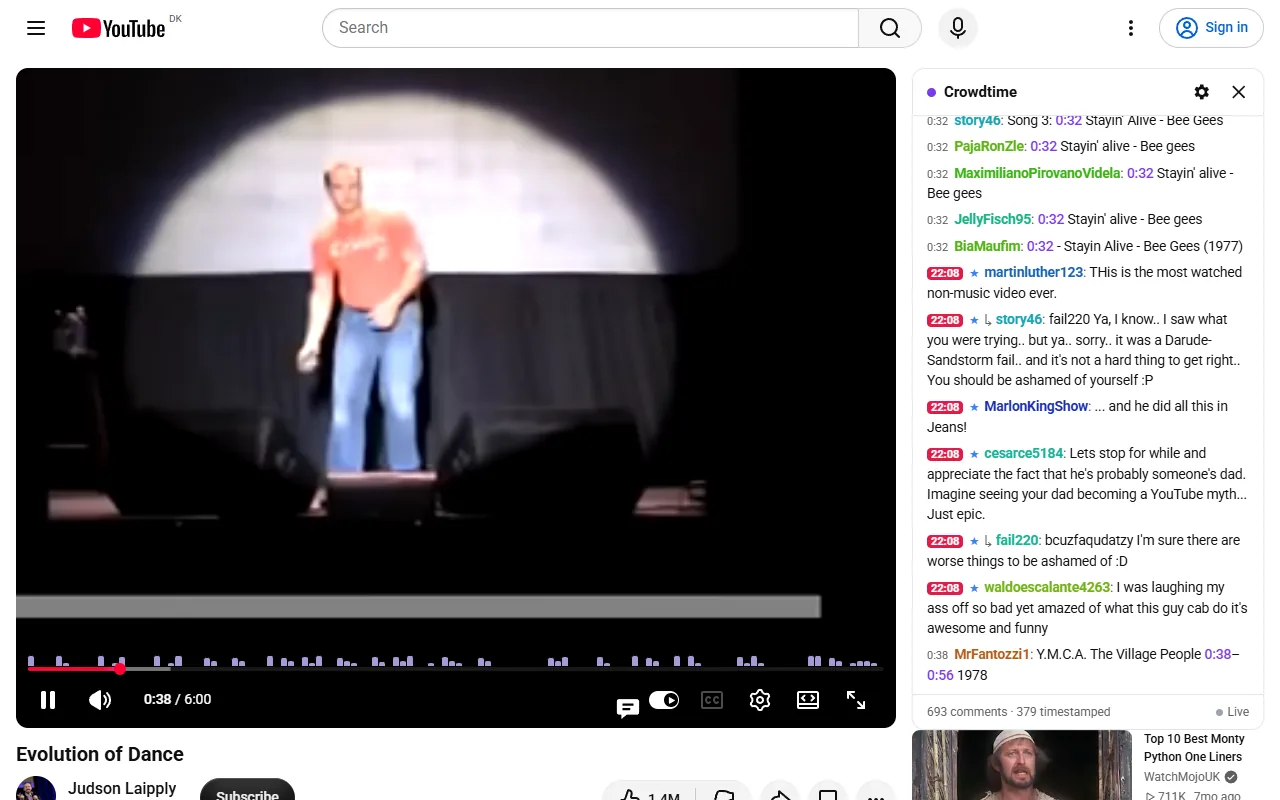 YouTube DK
Search
Sign in
Crowdtime
0:32 story46: Song 3: 0:32 Stayin' Alive - Bee Gees
0:32 PajaRonZle: 0:32 Stayin' alive - Bee gees
0:32 MaximilianoPirovanoVidela: 0:32 Stayin' alive -
Bee gees
0:32 JellyFisch95: 0:32 Stayin' alive - Bee gees
0:32 BiaMaufim: 0:32 - Stayin Alive - Bee Gees (1977)
22:08 ★ martinluther123: THis is the most watched
non-music video ever.
22:08 ★ ↳ story46: fail220 Ya, I know.. I saw what
you were trying.. but ya.. sorry.. it was a Darude-
Sandstorm fail.. and it's not a hard thing to get right..
You should be ashamed of yourself :P
22:08 ★ MarlonKingShow: ... and he did all this in
Jeans!
22:08 ★ cesarce5184: Lets stop for while and
appreciate the fact that he's probably someone's dad.
Imagine seeing your dad becoming a YouTube myth...
Just epic.
22:08 ★ ↳ fail220: bcuzfaqudatzy I'm sure there are
worse things to be ashamed of :D
22:08 ★ waldoescalante4263: I was laughing my
ass off so bad yet amazed of what this guy cab do it's
awesome and funny
0:38 MrFantozzi1: Y.M.C.A. The Village People 0:38–
0:56 1978
693 comments · 379 timestamped
Live
0:38 / 6:00
CC
Evolution of Dance
Judson Laipply
Subscribe
1.4M
Top 10 Best Monty
Python One Liners
WatchMojoUK
711K 7mo ago